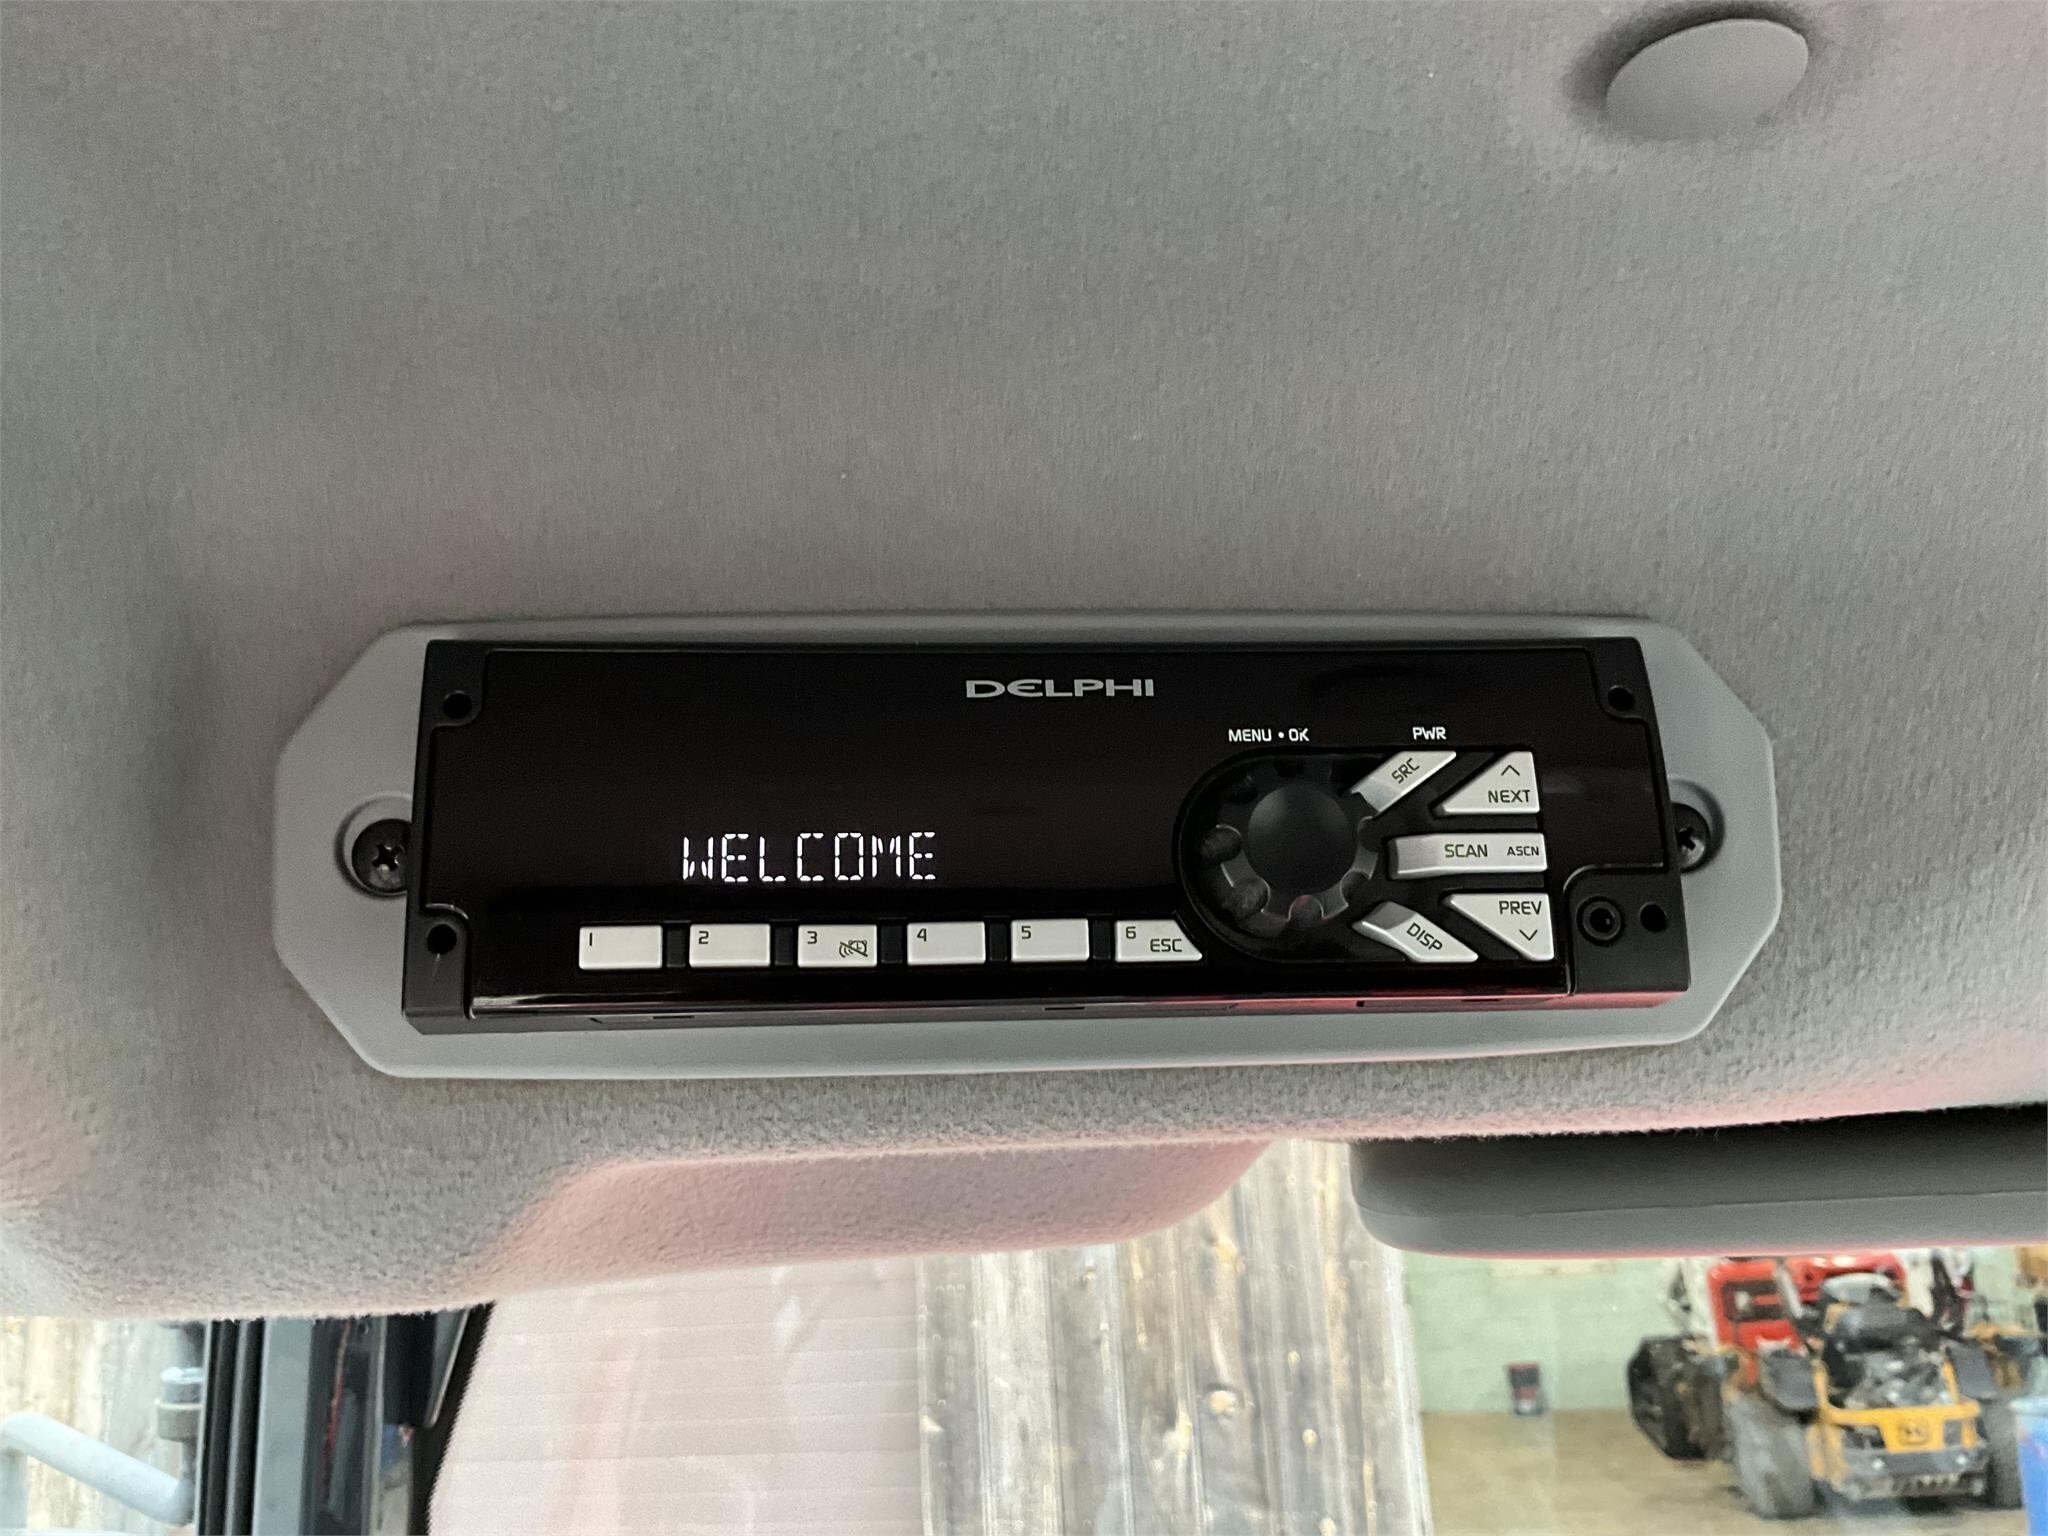 DELPHI
MENU • OK
PWR
SRC
NEXT
WELCOME
SCAN ASCN
PREV
DISP
1
2
3
4
5
6 ESC